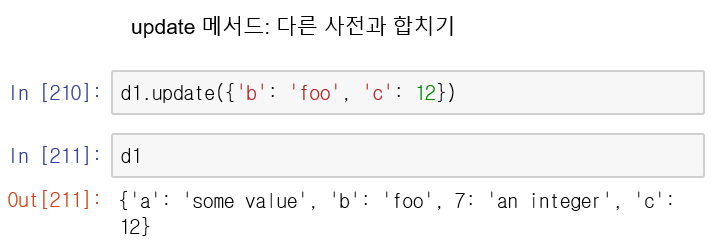 update 메서드: 다른 사전과 합치기
In [210]: d1.update({'b': 'foo', 'c': 12})
In [211]: d1
Out[211]: {'a': 'some value', 'b': 'foo', 7: 'an integer', 'c':
12}